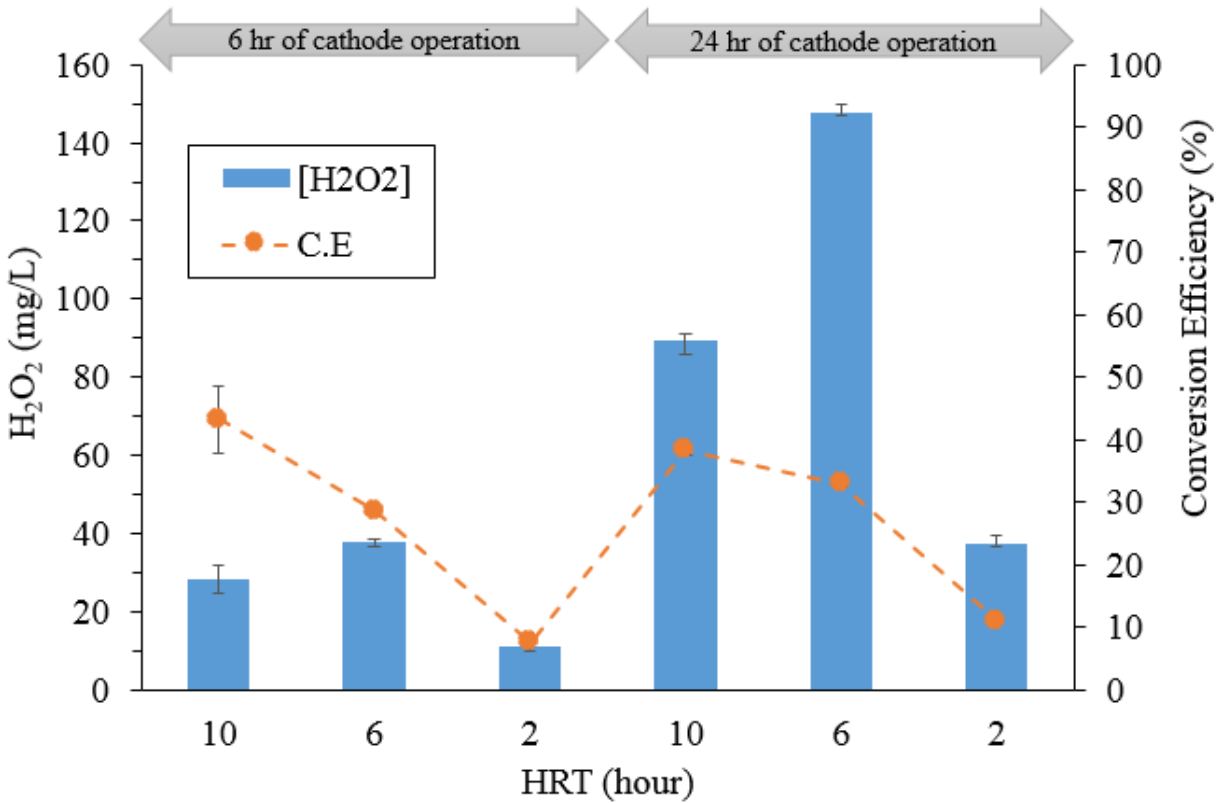 6 hr of cathode operation
24 hr of cathode operation
160
140
120
100
80
60
40
20
0
H₂O₂ (mg/L)
[H2O2]
C.E
100
90
80
70
60
50
40
30
20
10
0
Conversion Efficiency (%)
10 6 2 10 6 2
HRT (hour)